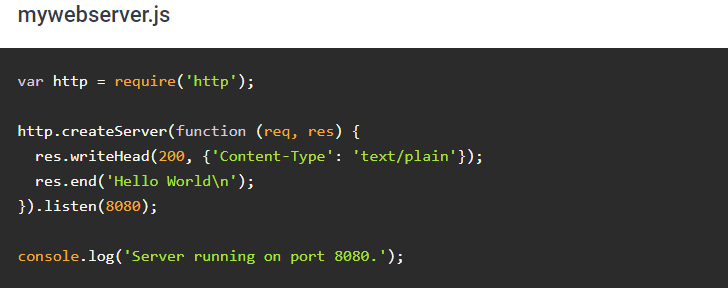 mywebserver.js
var http = require('http');
http.createServer(function (req, res) {
  res.writeHead(200, {'Content-Type': 'text/plain'});
  res.end('Hello World\n');
}).listen(8080);
console.log('Server running on port 8080.');